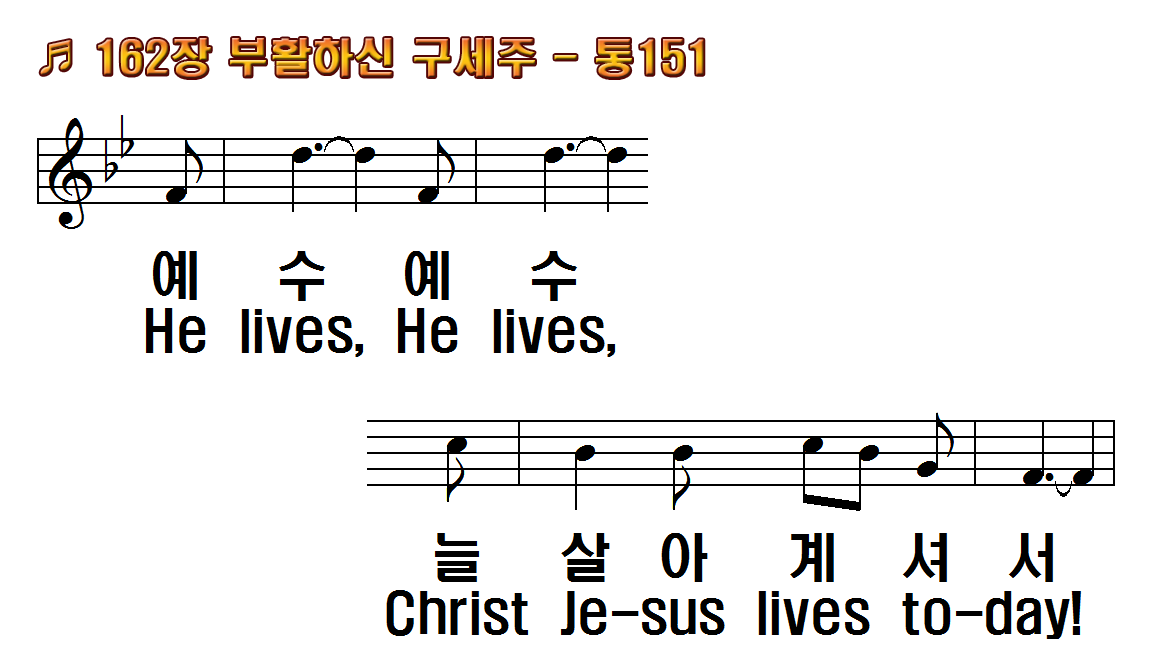 ♬ 162장 부활하신 구세주 - 통151
예 수 예 수
He lives, He lives,
늘 살 아 계 셔 서
Christ Je-sus lives to-day!